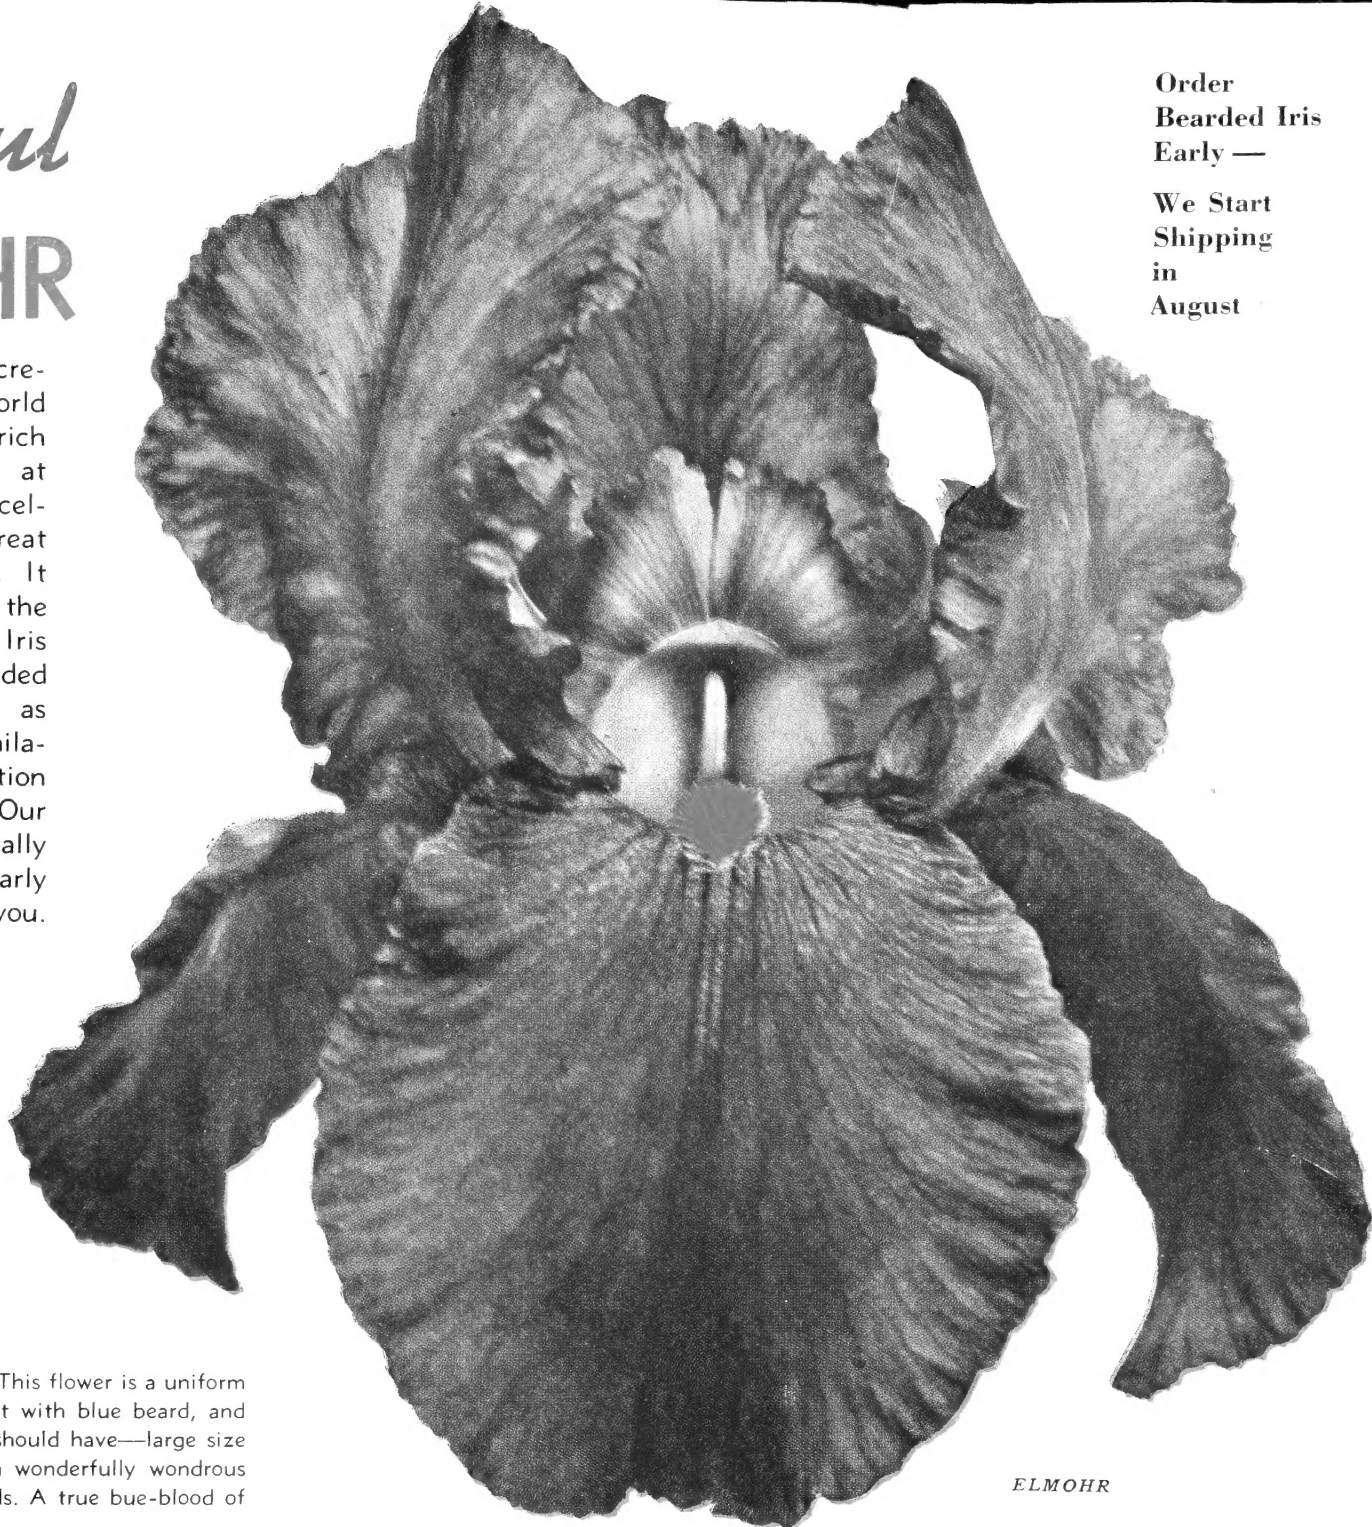 ul
HR
cre-
orld
rich
at
cel-
reat
It
the
Iris
ded
as
ila-
tion
Our
ally
arly
you.
Order
Bearded Iris
Early —
We Start
Shipping
in
August
This flower is a uniform
t with blue beard, and
should have—large size
wonderfully wondrous
ls. A true bue-blood of
ELMOHR